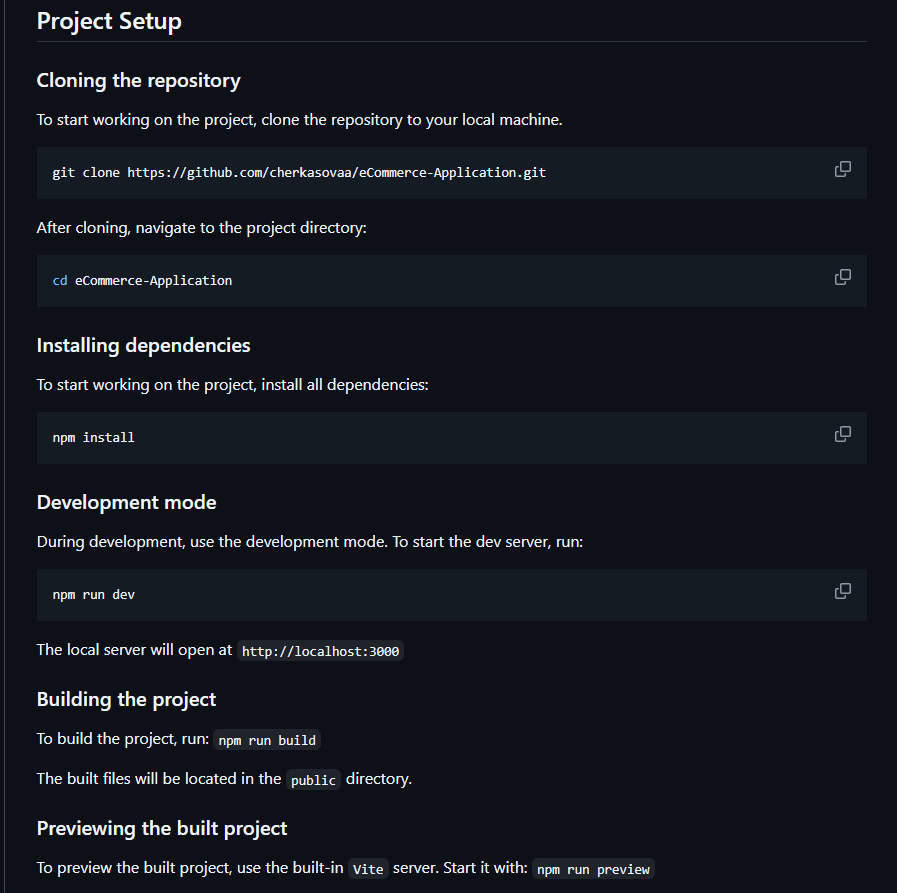 Project Setup
Cloning the repository
To start working on the project, clone the repository to your local machine.
git clone https://github.com/cherkasovaa/eCommerce-Application.git
After cloning, navigate to the project directory:
cd eCommerce-Application
Installing dependencies
To start working on the project, install all dependencies:
npm install
Development mode
During development, use the development mode. To start the dev server, run:
npm run dev
The local server will open at http://localhost:3000
Building the project
To build the project, run: npm run build
The built files will be located in the public directory.
Previewing the built project
To preview the built project, use the built-in Vite server. Start it with: npm run preview